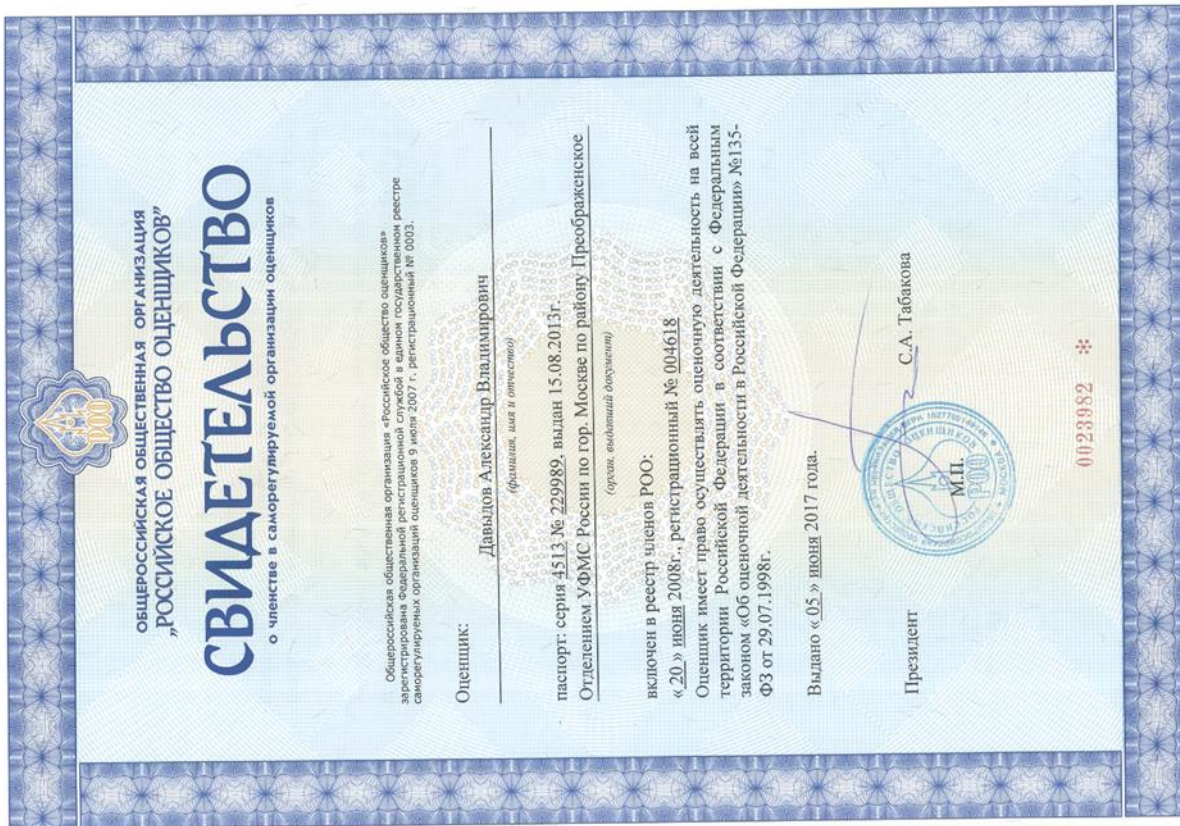 РОО
ОБЩЕРОССИЙСКАЯ ОБЩЕСТВЕННАЯ ОРГАНИЗАЦИЯ
„РОССИЙСКОЕ ОБЩЕСТВО ОЦЕНЩИКОВ”
СВИДЕТЕЛЬСТВО
о членстве в саморегулируемой организации оценщиков
Общероссийская общественная организация «Российское общество оценщиков»
зарегистрирована Федеральной регистрационной службой в едином государственном реестре
саморегулируемых организаций оценщиков 9 июля 2007 г. регистрационный № 0003.
Оценщик:
Давыдов Александр Владимирович
(фамилия, имя и отчество)
паспорт: серия 4513 № 229989, выдан 15.08.2013г.
Отделением УФМС России по гор. Москве по району Преображенское
(орган, выдавший документ)
включен в реестр членов РОО:
« 20 » июня 2008г., регистрационный № 004618
Оценщик имеет право осуществлять оценочную деятельность на всей
территории Российской Федерации в соответствии с Федеральным
законом «Об оценочной деятельности в Российской Федерации» №135-
ФЗ от 29.07.1998г.
Выдано « 05 » июня 2017 года.
Президент
С.А. Табакова
М.П.
РОО
0023982 *